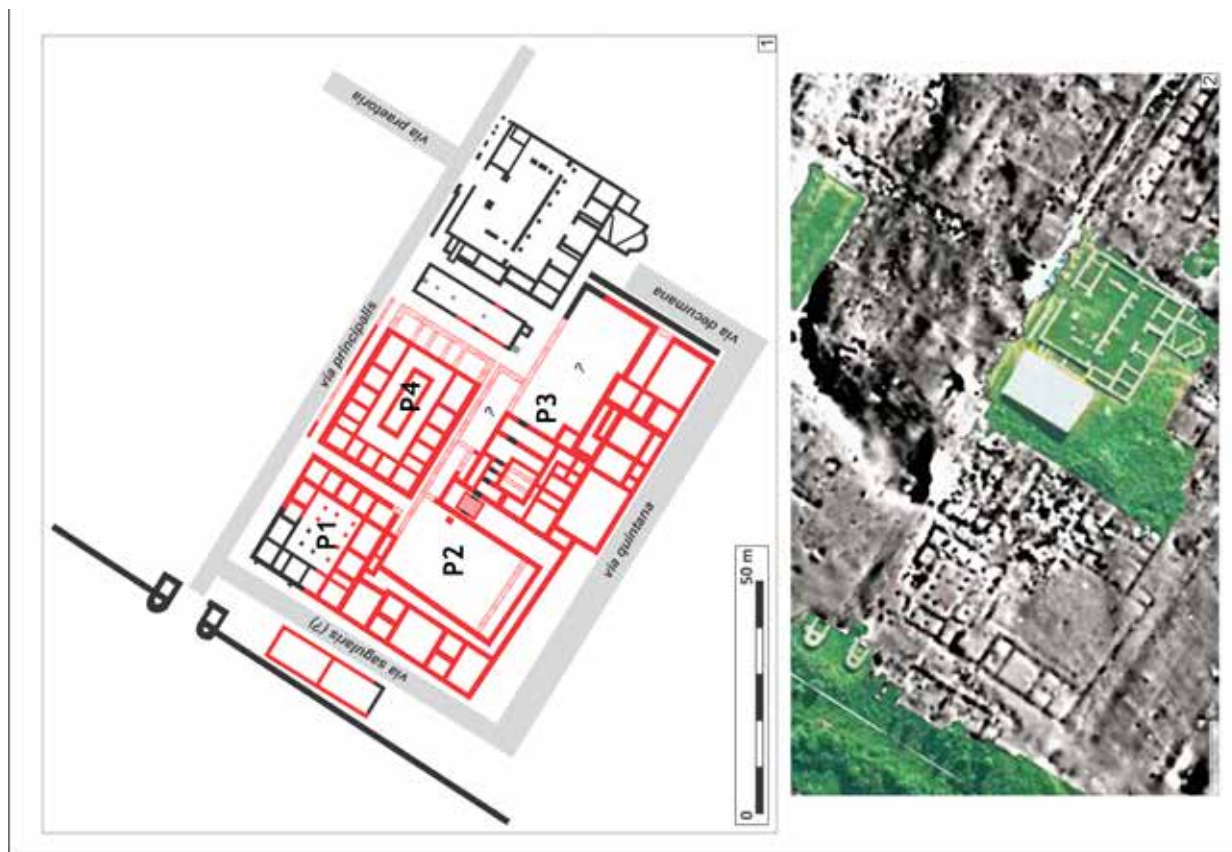 1
via praetoria
via principalis
P4
P1
?
P3
?
P2
via decumana
via quintana
via sagularis (?)
0
50 m
2